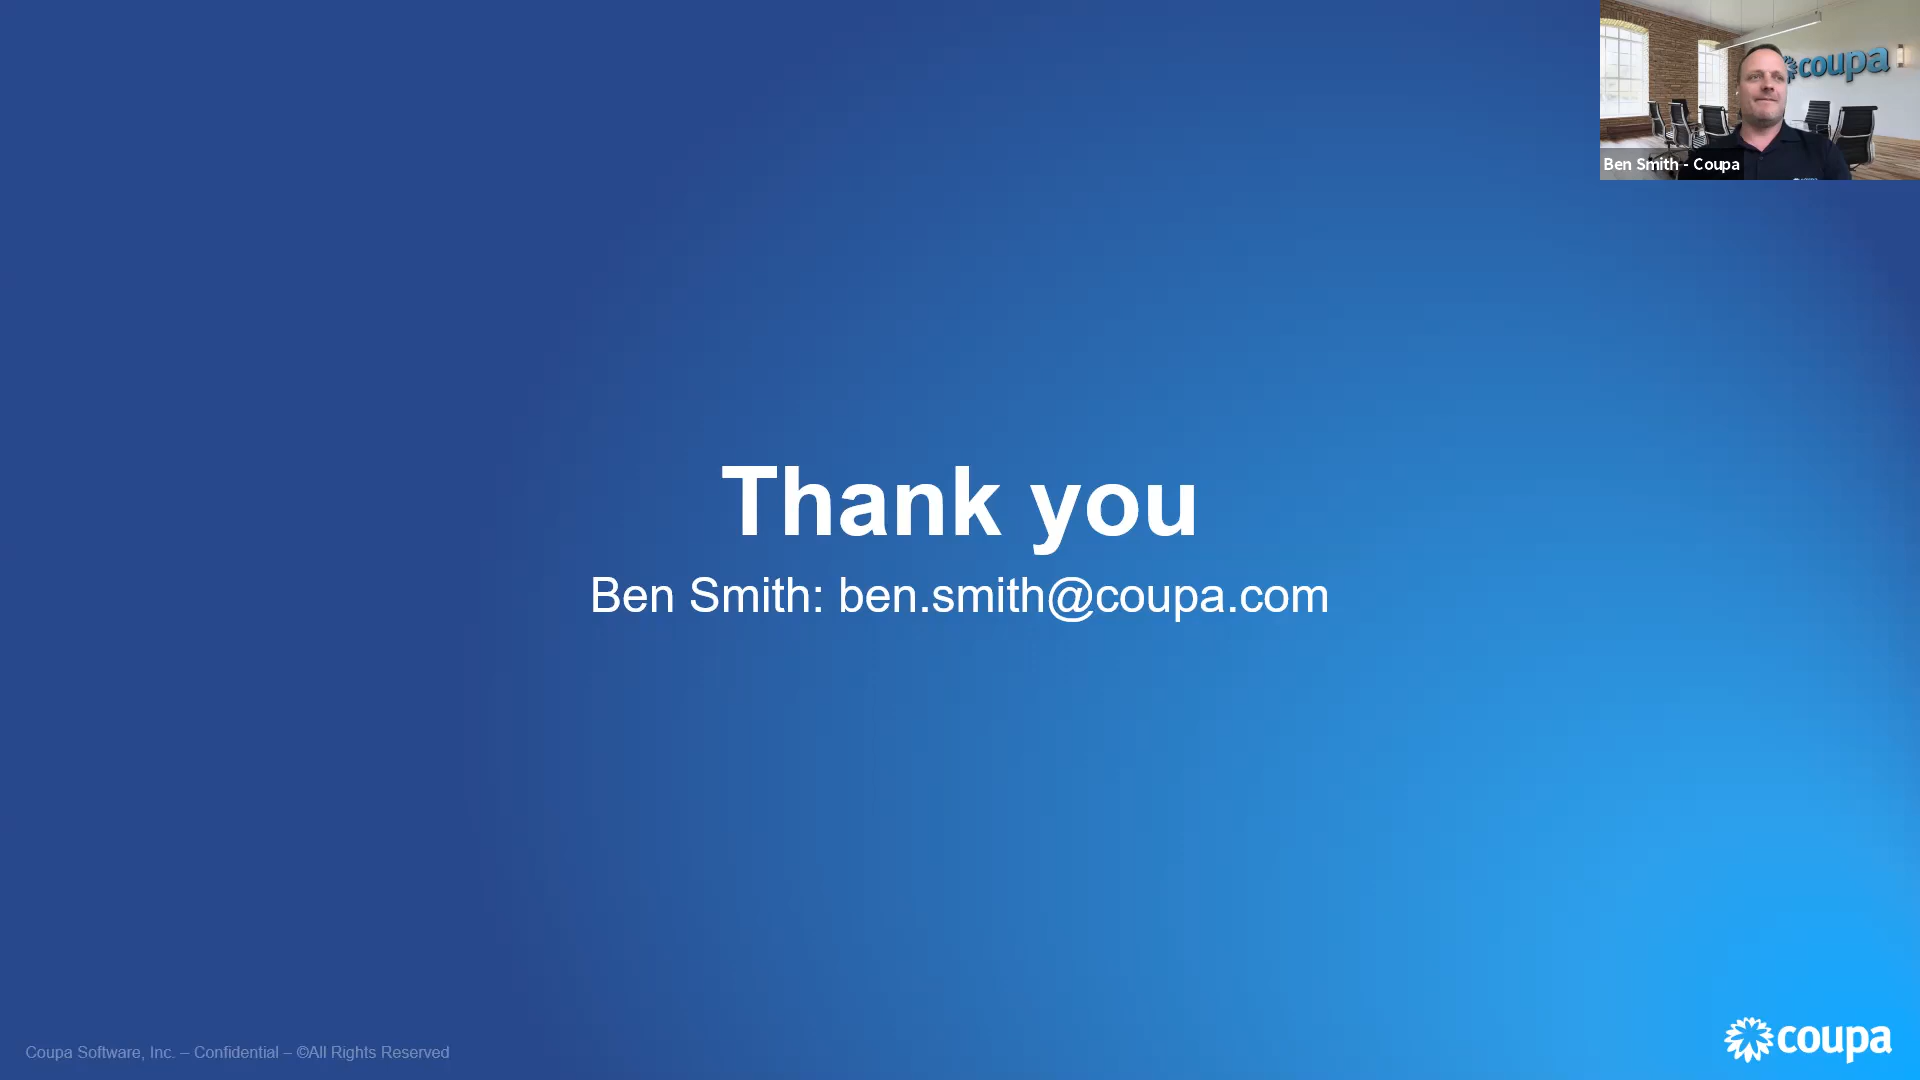 coupa
Ben Smith - Coupa
Thank you
Ben Smith: ben.smith@coupa.com
Coupa Software, Inc. – Confidential – ©All Rights Reserved
coupa